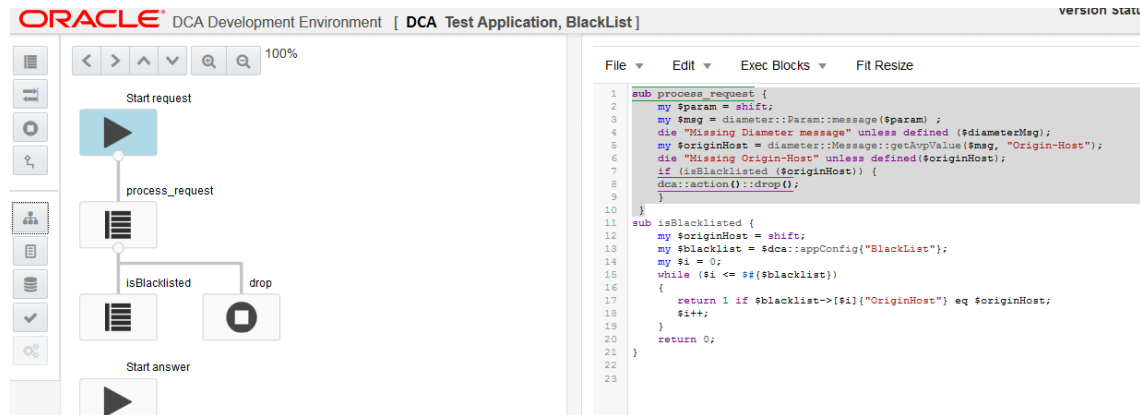 ORACLE DCA Development Environment [ DCA Test Application, BlackList ]
Version Statu
100%
Start request
process_request
isBlacklisted
drop
Start answer
File Edit Exec Blocks Fit Resize
1 sub process_request {
2 my $param = shift;
3 my $msg = diameter::Param::message($param) ;
4 die "Missing Diameter message" unless defined ($diameterMsg);
5 my $originHost = diameter::Message::getAvpValue($msg, "Origin-Host");
6 die "Missing Origin-Host" unless defined($originHost);
7 if (isBlacklisted ($originHost)) {
8 dca::action()::drop();
9 }
10 }
11 sub isBlacklisted {
12 my $originHost = shift;
13 my $blacklist = $dca::appConfig{"BlackList"};
14 my $i = 0;
15 while ($i <= $#{$blacklist})
16 {
17 return 1 if $blacklist->[$i]{"OriginHost"} eq $originHost;
18 $i++;
19 }
20 return 0;
21 }
22
23